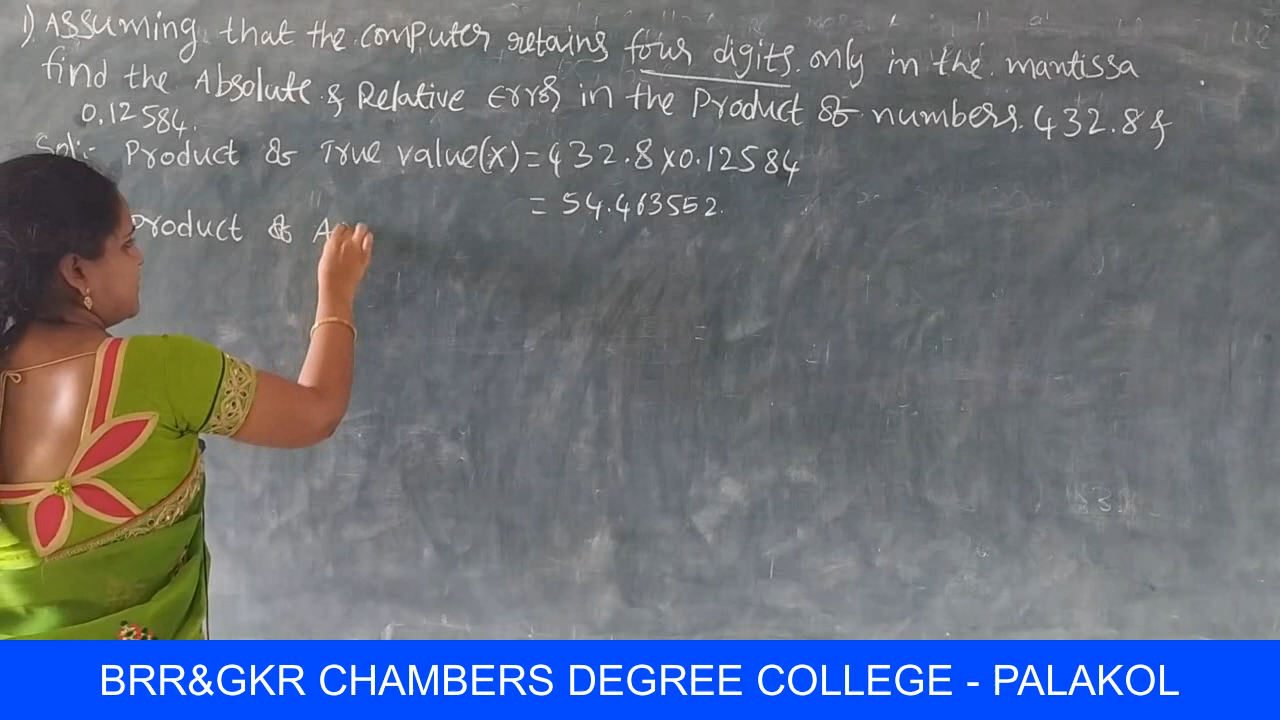 1) Assuming that the computer retains four digits only in the mantissa
find the Absolute & Relative Error in the Product of numbers 432.8 &
0.12584.
Sol:- Product of True value(x) = 432.8 x 0.12584
= 54.463552.
Product of A
BRR&GKR CHAMBERS DEGREE COLLEGE - PALAKOL